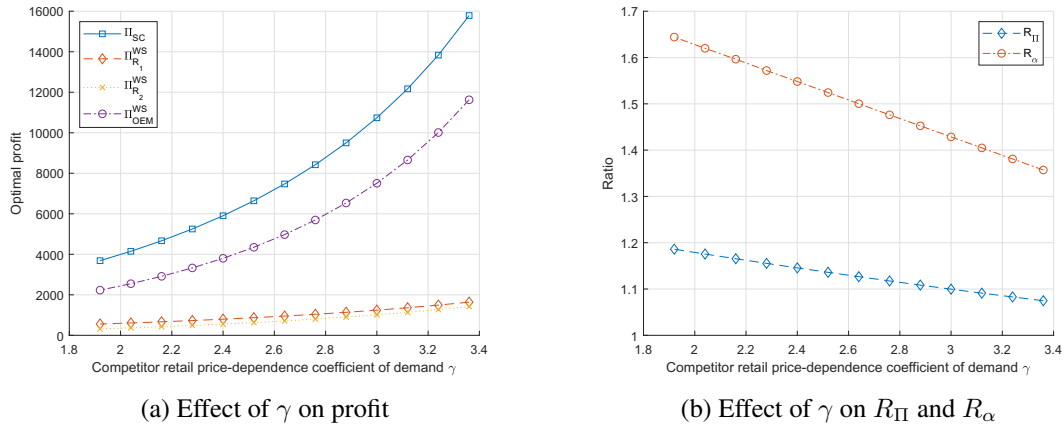 Π_SC
Π^WS_R_1
Π^WS_R_2
Π^WS_OEM
16000
14000
12000
10000
8000
6000
4000
2000
0
Optimal profit
1.8 2 2.2 2.4 2.6 2.8 3 3.2 3.4
Competitor retail price-dependence coefficient of demand γ
(a) Effect of γ on profit
R_Π
R_α
1.7
1.6
1.5
1.4
1.3
1.2
1.1
1
Ratio
1.8 2 2.2 2.4 2.6 2.8 3 3.2 3.4
Competitor retail price-dependence coefficient of demand γ
(b) Effect of γ on R_Π and R_α